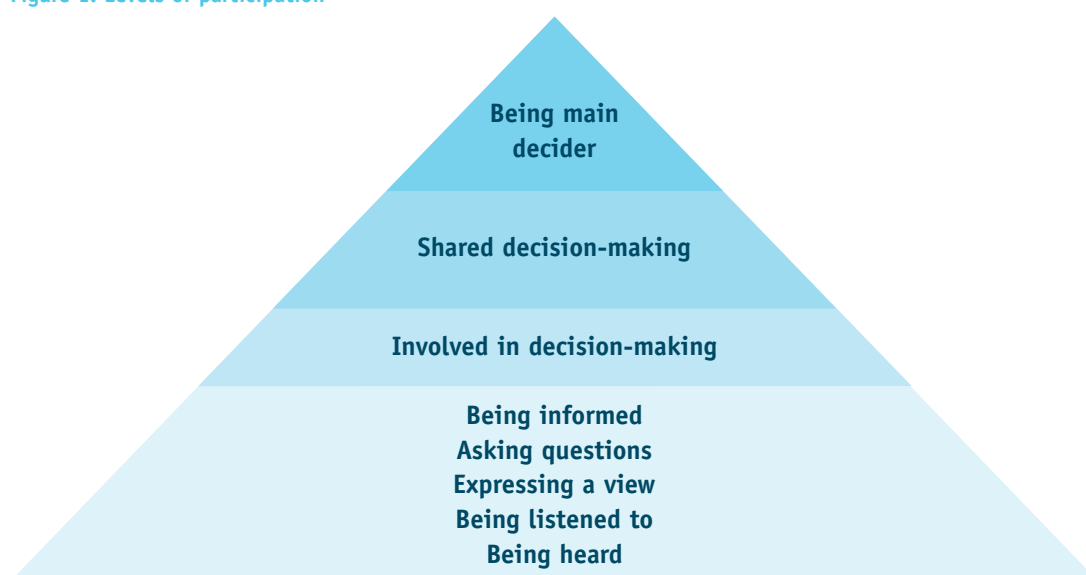 Figure 1: Levels of participation
Being main
decider
Shared decision-making
Involved in decision-making
Being informed
Asking questions
Expressing a view
Being listened to
Being heard